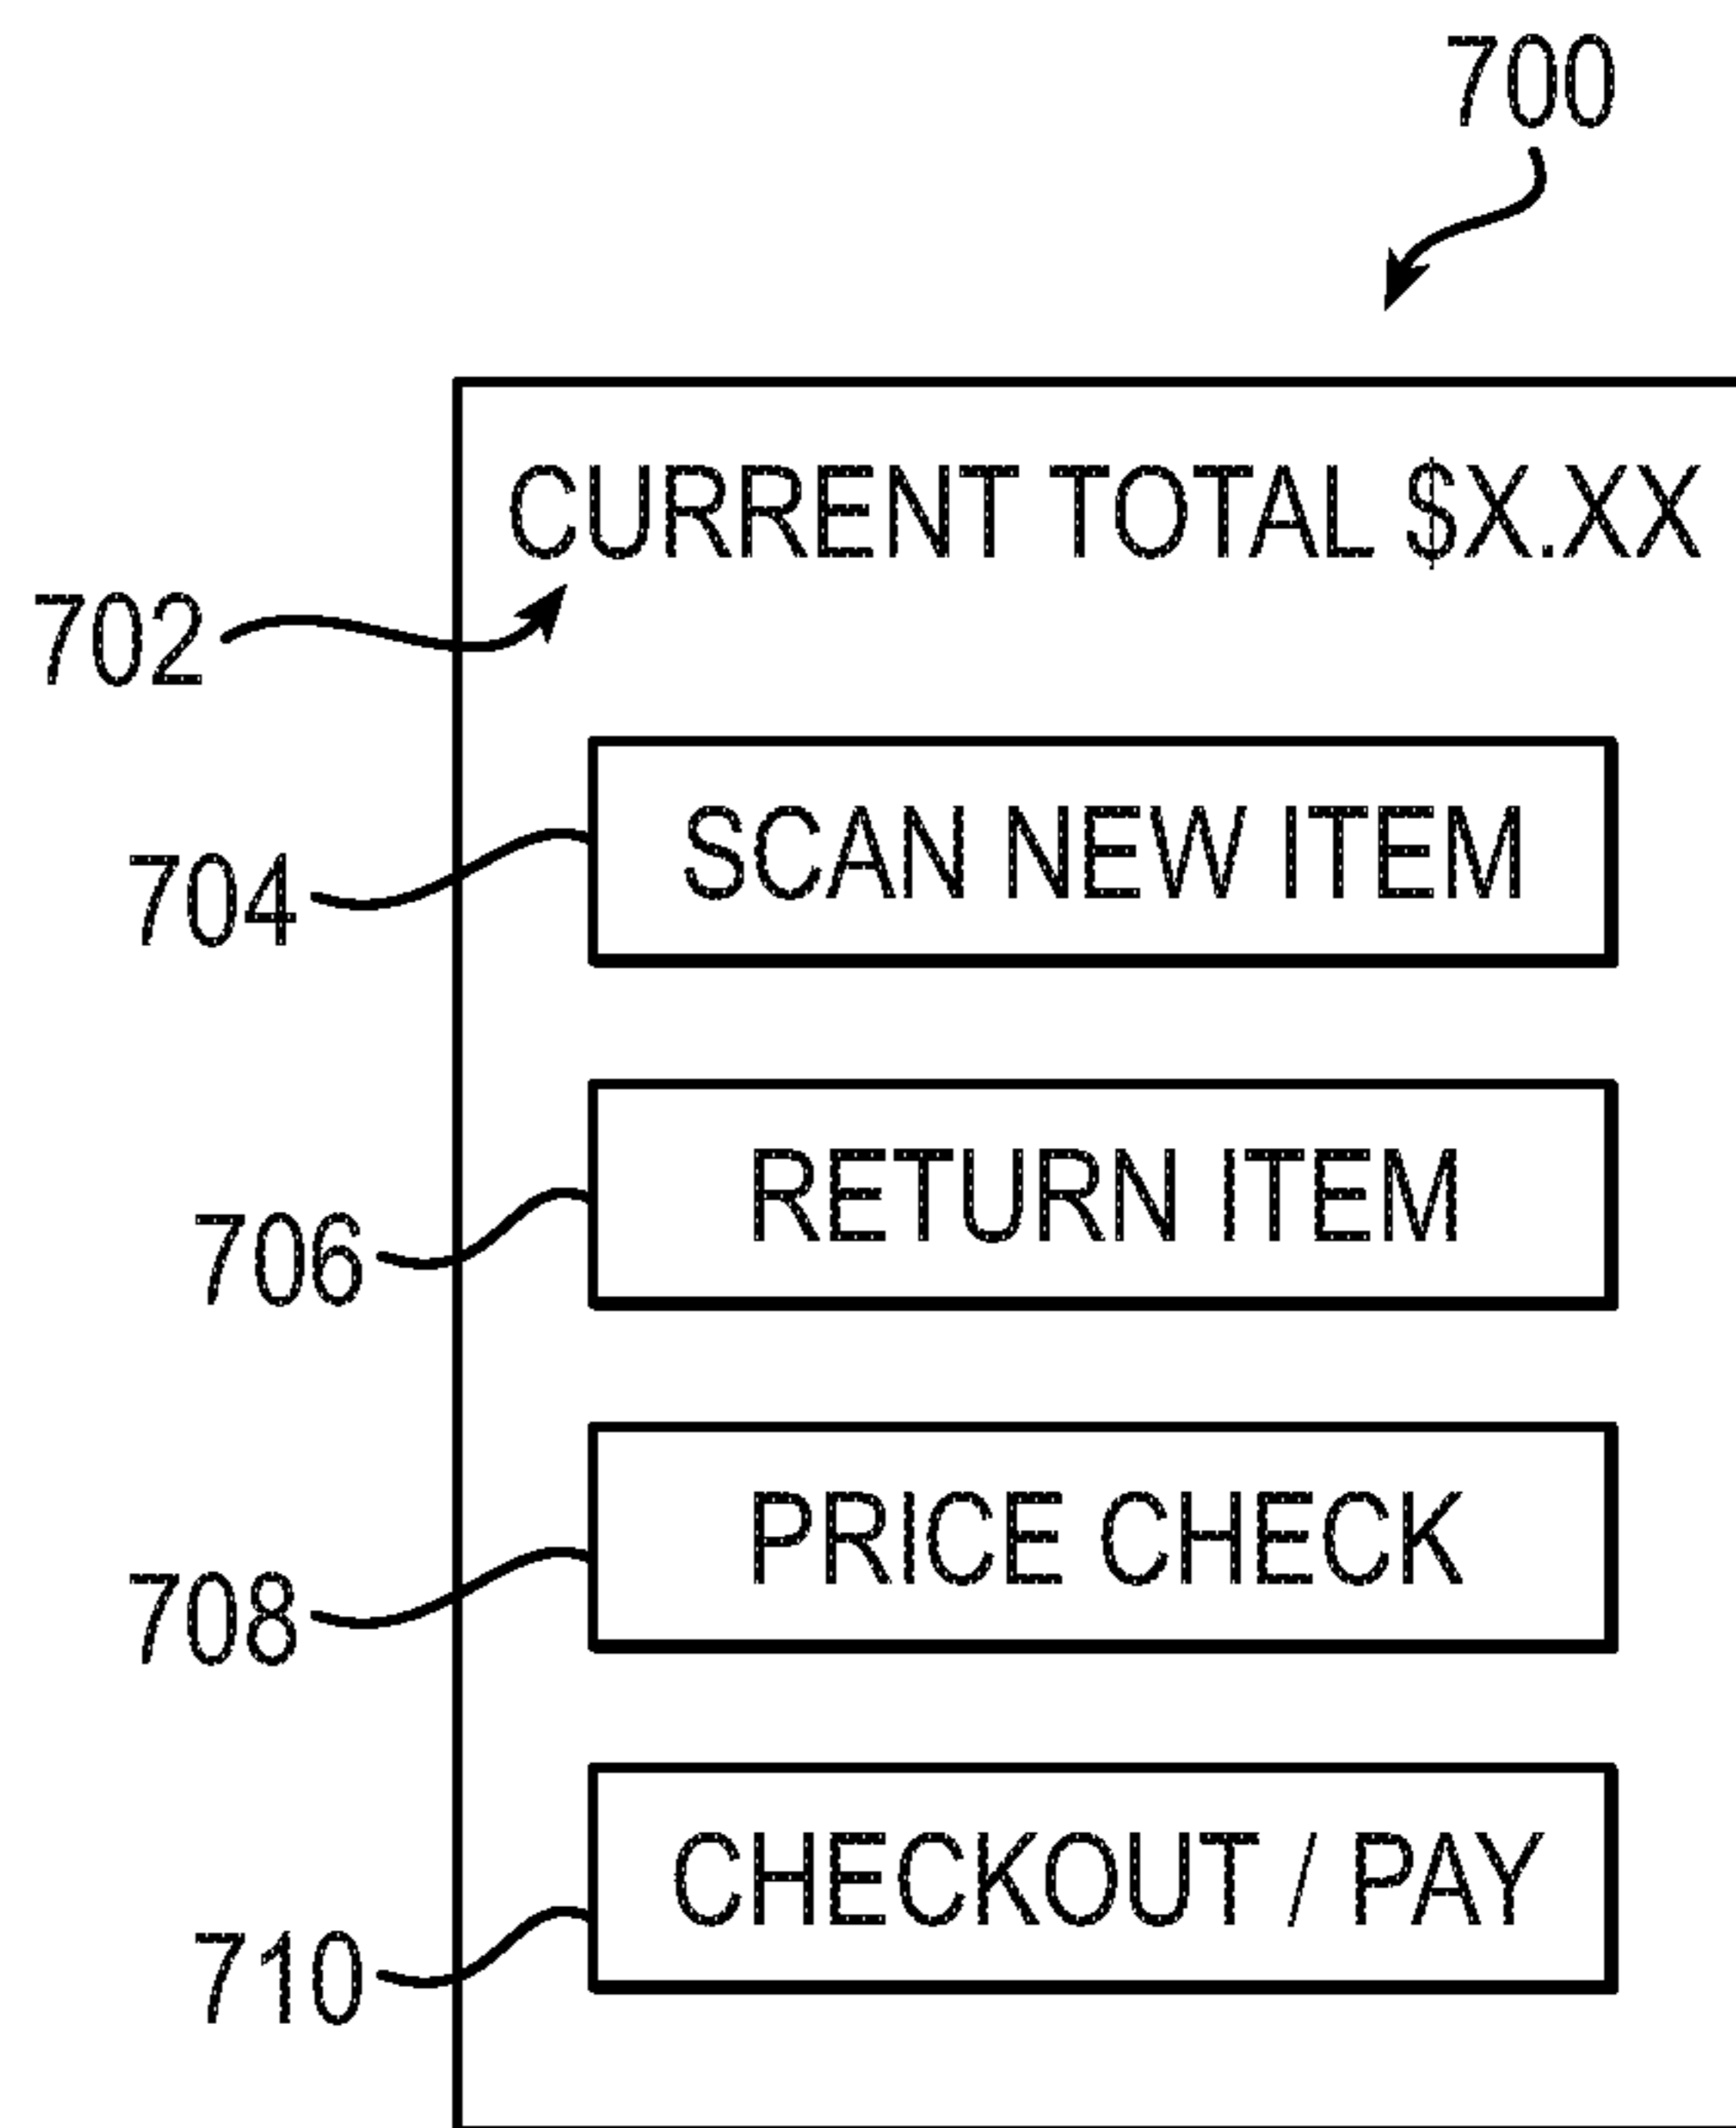 700
CURRENT TOTAL $X.XX
702
704 SCAN NEW ITEM
706 RETURN ITEM
708 PRICE CHECK
710 CHECKOUT / PAY